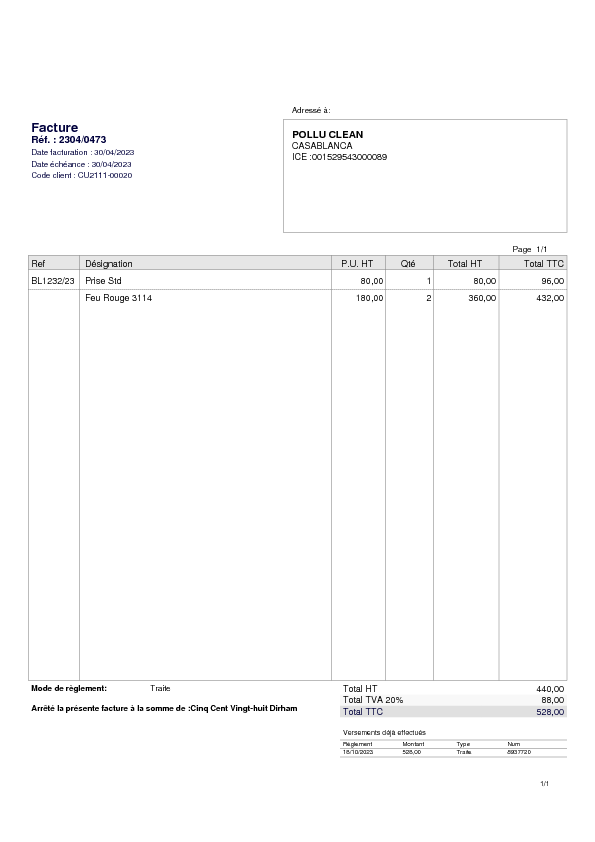 Adressé à:
Facture
Réf. : 2304/0473
Date facturation : 30/04/2023
Date échéance : 30/04/2023
Code client : CU2111-00020
POLLU CLEAN
CASABLANCA
ICE :001529543000089
Page 1/1
Ref Désignation P.U. HT Qté Total HT Total TTC
BL1232/23 Prise Std 80,00 1 80,00 96,00
Feu Rouge 3114 180,00 2 360,00 432,00
Mode de règlement: Traite
Arrêté la présente facture à la somme de :Cinq Cent Vingt-huit Dirham
Total HT 440,00
Total TVA 20% 88,00
Total TTC 528,00
Versements déjà effectués
Règlement Montant Type Num
18/10/2023 528,00 Traite 8937720
1/1